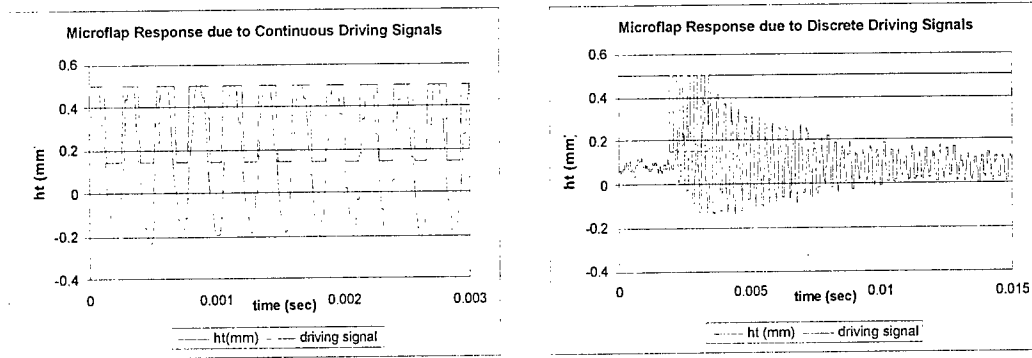 Microflap Response due to Continuous Driving Signals
0.6
0.4
0.2
0
-0.2
-0.4
ht (mm)
0
0.001
0.002
0.003
time (sec)
ht(mm)
driving signal
Microflap Response due to Discrete Driving Signals
0.6
0.4
0.2
0
-0.2
-0.4
ht (mm)
0
0.005
0.01
0.015
time (sec)
ht (mm)
driving signal